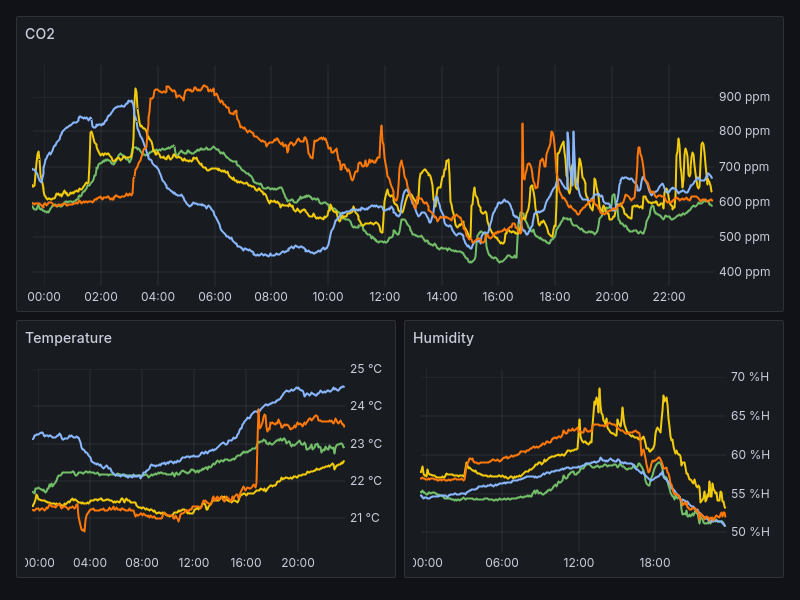 CO2
900 ppm
800 ppm
700 ppm
600 ppm
500 ppm
400 ppm
00:00 02:00 04:00 06:00 08:00 10:00 12:00 14:00 16:00 18:00 20:00 22:00
Temperature
25 °C
24 °C
23 °C
22 °C
21 °C
00:00 04:00 08:00 12:00 16:00 20:00
Humidity
70 %H
65 %H
60 %H
55 %H
50 %H
00:00 06:00 12:00 18:00